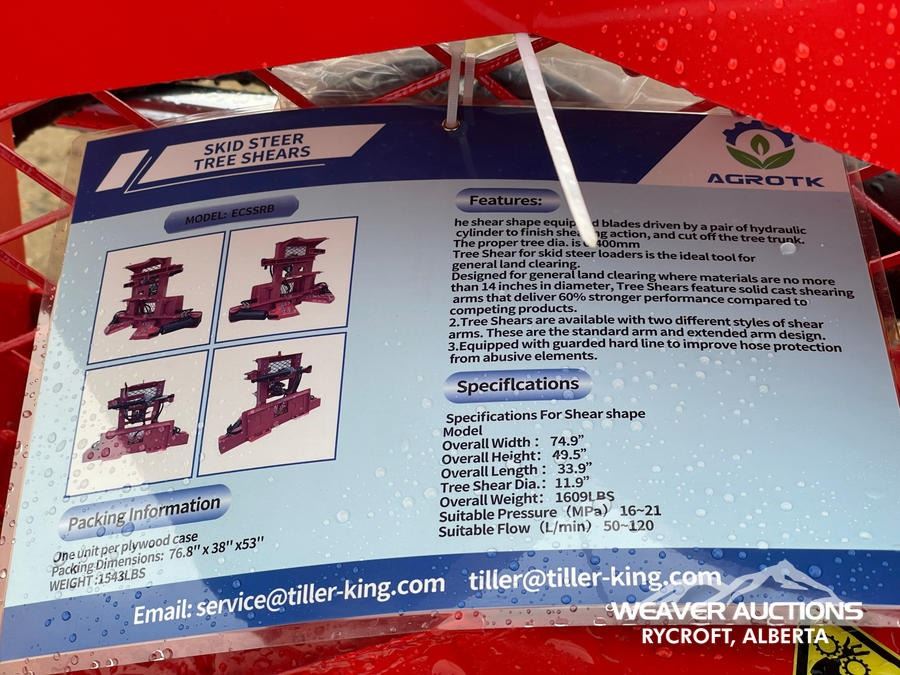 SKID STEER
TREE SHEARS
AGROTK
MODEL: ECSSRB
Features:
he shear shape equipped blades driven by a pair of hydraulic
cylinder to finish shearing action, and cut off the tree trunk.
The proper tree dia. is 400mm
Tree Shear for skid steer loaders is the ideal tool for
general land clearing.
Designed for general land clearing where materials are no more
than 14 inches in diameter, Tree Shears feature solid cast shearing
arms that deliver 60% stronger performance compared to
competing products.
2.Tree Shears are available with two different styles of shear
arms. These are the standard arm and extended arm design.
3.Equipped with guarded hard line to improve hose protection
from abusive elements.
Specifications
Specifications For Shear shape
Model
Overall Width： 74.9”
Overall Height: 49.5”
Overall Length : 33.9”
Tree Shear Dia.: 11.9”
Overall Weight： 1609LBS
Suitable Pressure（MPa）16~21
Suitable Flow（L/min）50~120
Packing Information
One unit per plywood case
Packing Dimensions: 76.8'' x 38'' x53''
WEIGHT :1543LBS
Email: service@tiller-king.com tiller@tiller-king.com
WEAVER AUCTIONS
RYCROFT, ALBERTA